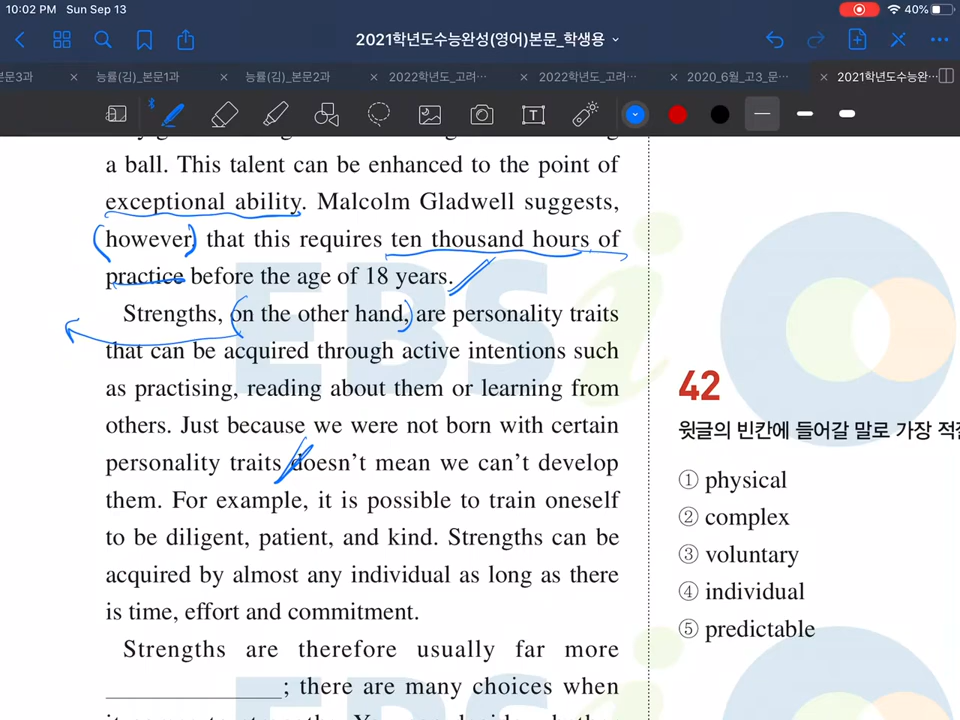 10:02 PM Sun Sep 13
40%
2021학년도수능완성(영어)본문_학생용
본문3과
능률(김)_본문1과
능률(김)_본문2과
2022학년도_고려…
2022학년도_고려…
2020_6월_고3_문…
2021학년도수능완…
a ball. This talent can be enhanced to the point of
exceptional ability. Malcolm Gladwell suggests,
however, that this requires ten thousand hours of
practice before the age of 18 years.
Strengths, on the other hand, are personality traits
that can be acquired through active intentions such
as practising, reading about them or learning from
others. Just because we were not born with certain
personality traits doesn't mean we can't develop
them. For example, it is possible to train oneself
to be diligent, patient, and kind. Strengths can be
acquired by almost any individual as long as there
is time, effort and commitment.
Strengths are therefore usually far more
____________; there are many choices when
42
윗글의 빈칸에 들어갈 말로 가장 적절
① physical
② complex
③ voluntary
④ individual
⑤ predictable
EBSi